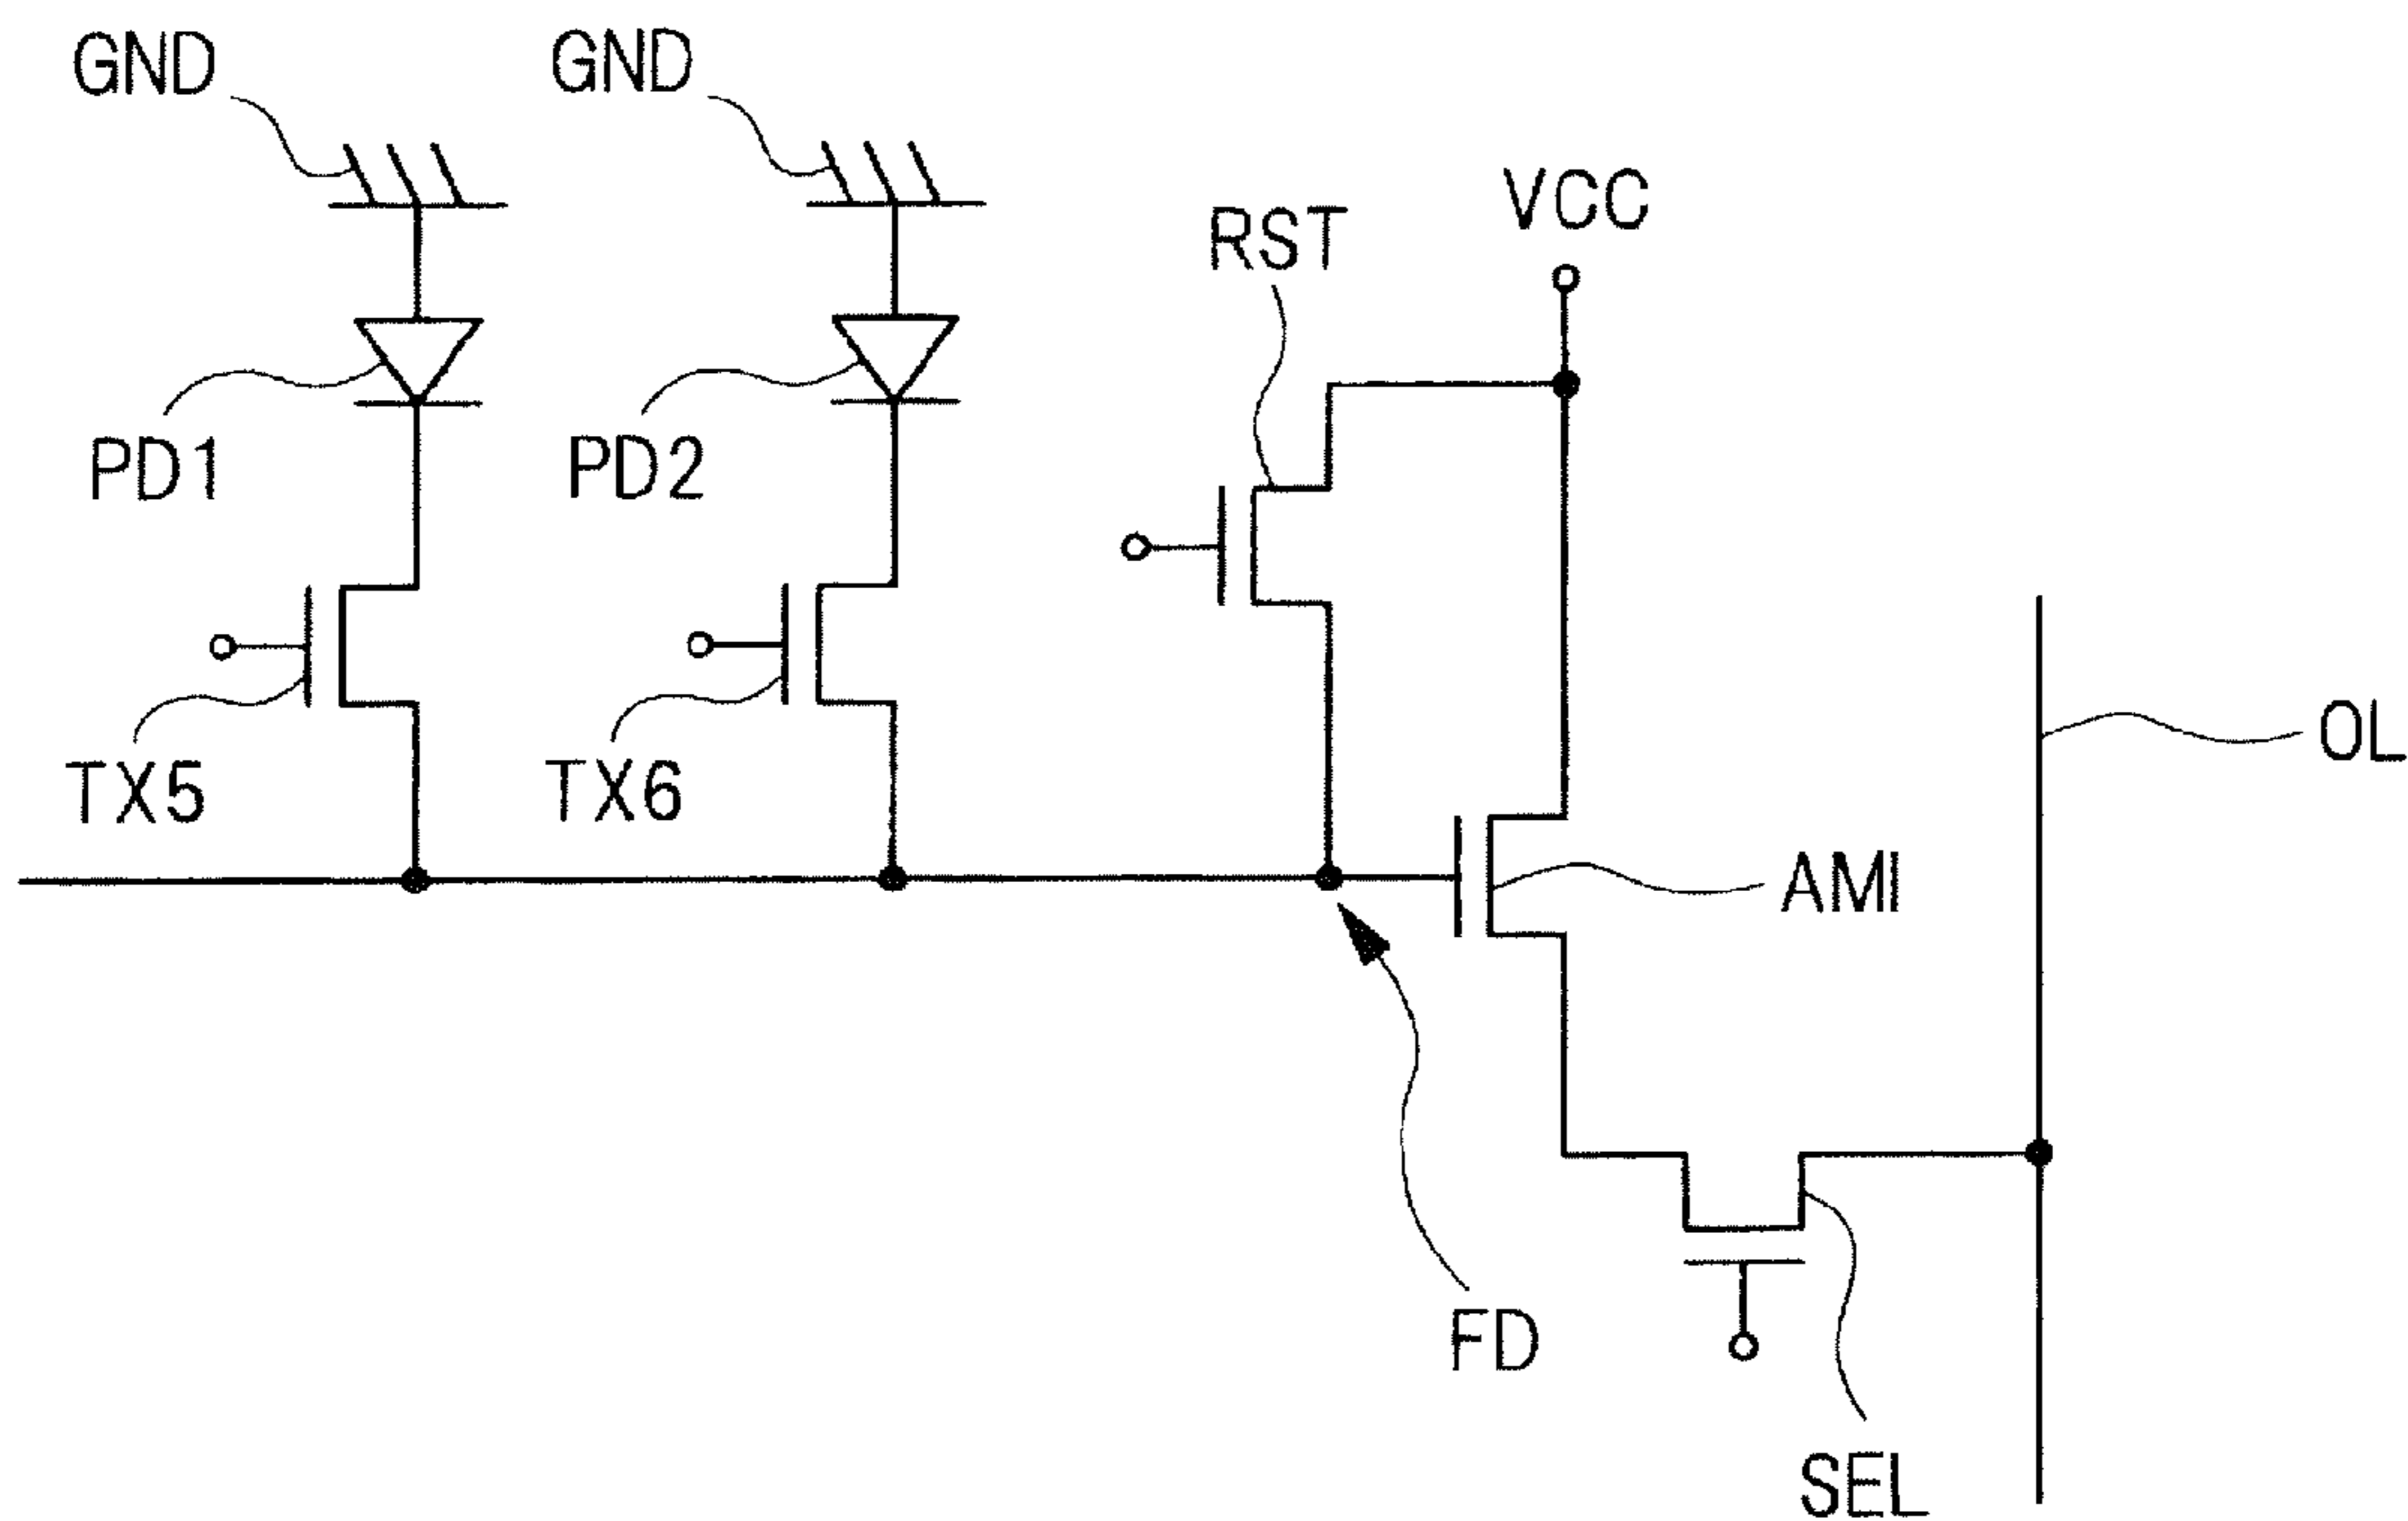 GND
GND
VCC
RST
PD1
PD2
OL
TX5
TX6
AMI
FD
SEL